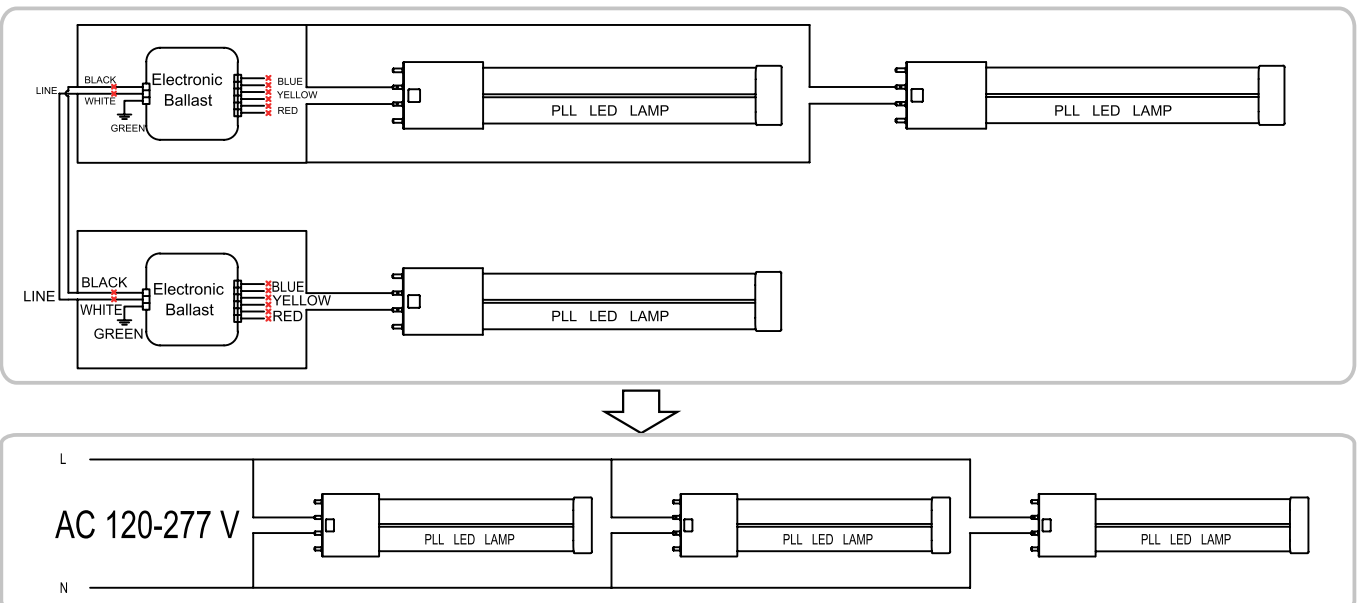 BLACK
LINE
WHITE
GREEN
Electronic
Ballast
BLUE
YELLOW
RED
PLL LED LAMP
PLL LED LAMP
BLACK
LINE
WHITE
GREEN
Electronic
Ballast
BLUE
YELLOW
RED
PLL LED LAMP
L
AC 120-277 V
N
PLL LED LAMP
PLL LED LAMP
PLL LED LAMP